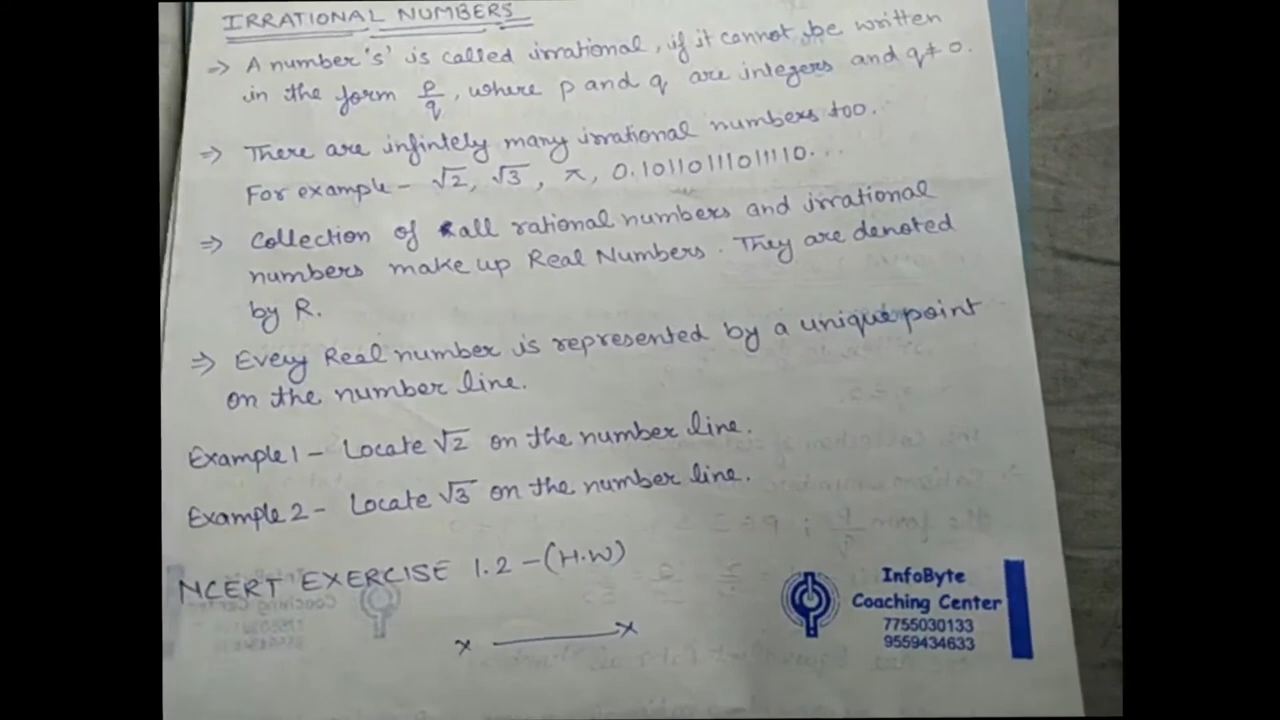 IRRATIONAL NUMBERS
⇒ A number 's' is called irrational, if it cannot be written
in the form p/q, where p and q are integers and q ≠ 0.
⇒ There are infintely many irrational numbers too.
For example - √2, √3, π, 0.10110111011110...
⇒ Collection of all rational numbers and irrational
numbers make up Real Numbers. They are denoted
by R.
⇒ Every Real number is represented by a unique point
on the number line.
Example 1 - Locate √2 on the number line.
Example 2 - Locate √3 on the number line.
NCERT EXERCISE 1.2 - (H.W)
x ——— x
InfoByte
Coaching Center
7755030133
9559434633